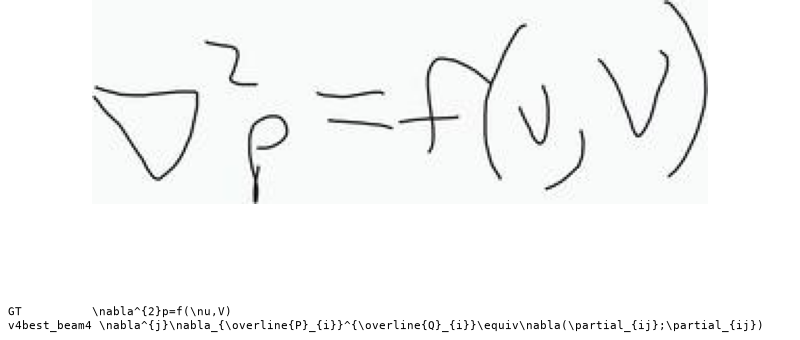 ∇²p = f(ν, V)
GT \nabla^{2}p=f(\nu,V)
v4best_beam4 \nabla^{j}\nabla_{\overline{P}_{i}}^{\overline{Q}_{i}}\equiv\nabla(\partial_{ij};\partial_{ij})